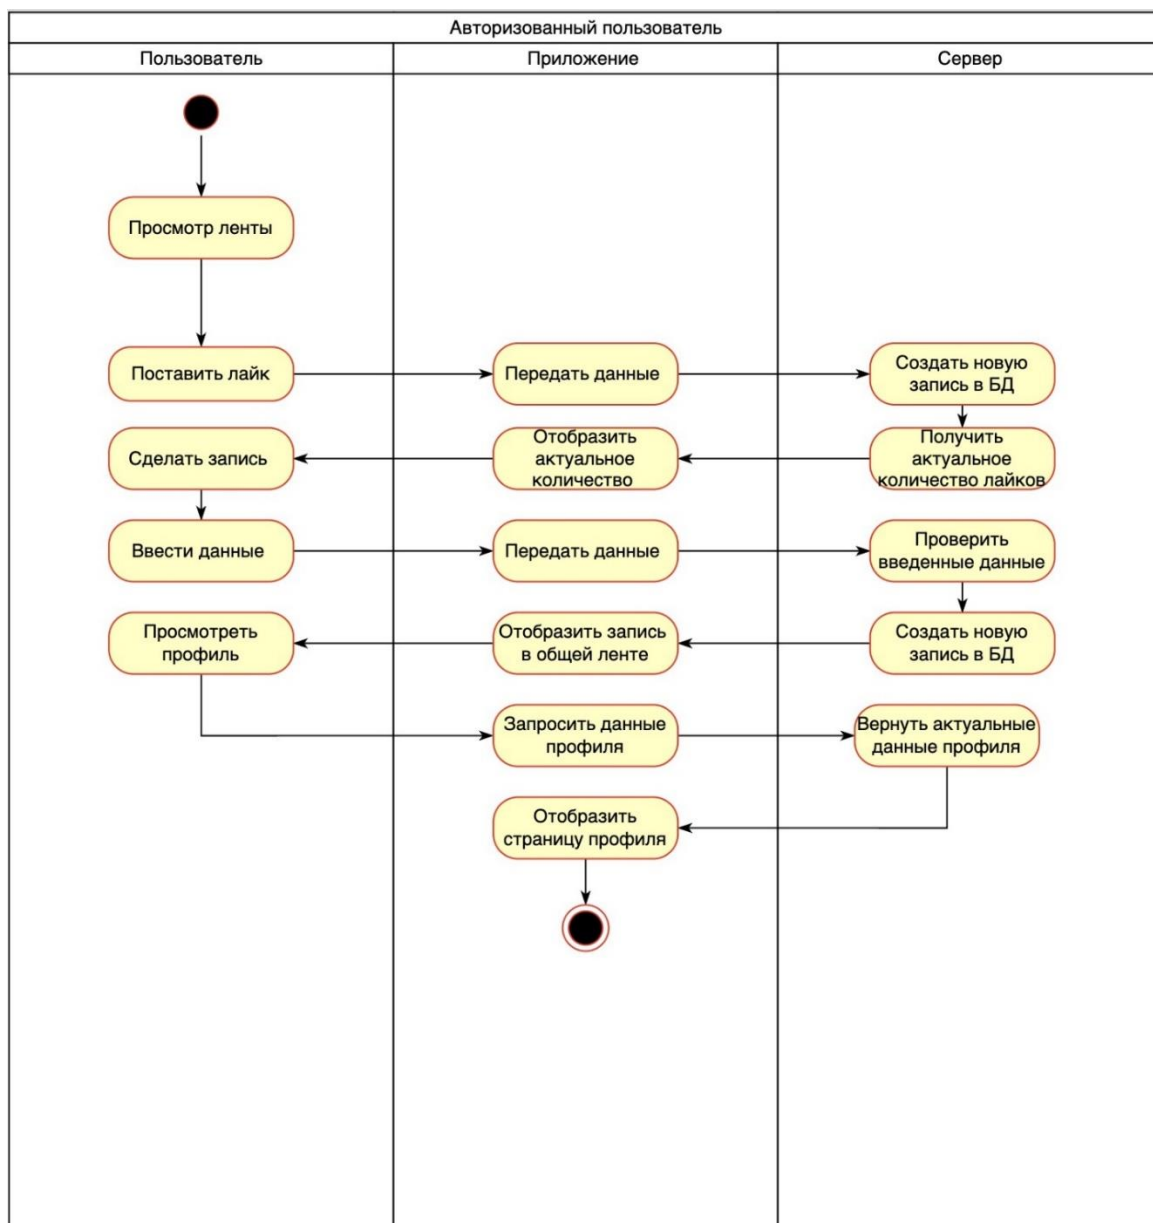 Авторизованный пользователь
Пользователь
Приложение
Сервер
Просмотр ленты
Поставить лайк
Передать данные
Создать новую
запись в БД
Сделать запись
Отобразить
актуальное
количество
Получить
актуальное
количество лайков
Ввести данные
Передать данные
Проверить
введенные данные
Просмотреть
профиль
Отобразить запись
в общей ленте
Создать новую
запись в БД
Запросить данные
профиля
Вернуть актуальные
данные профиля
Отобразить
страницу профиля